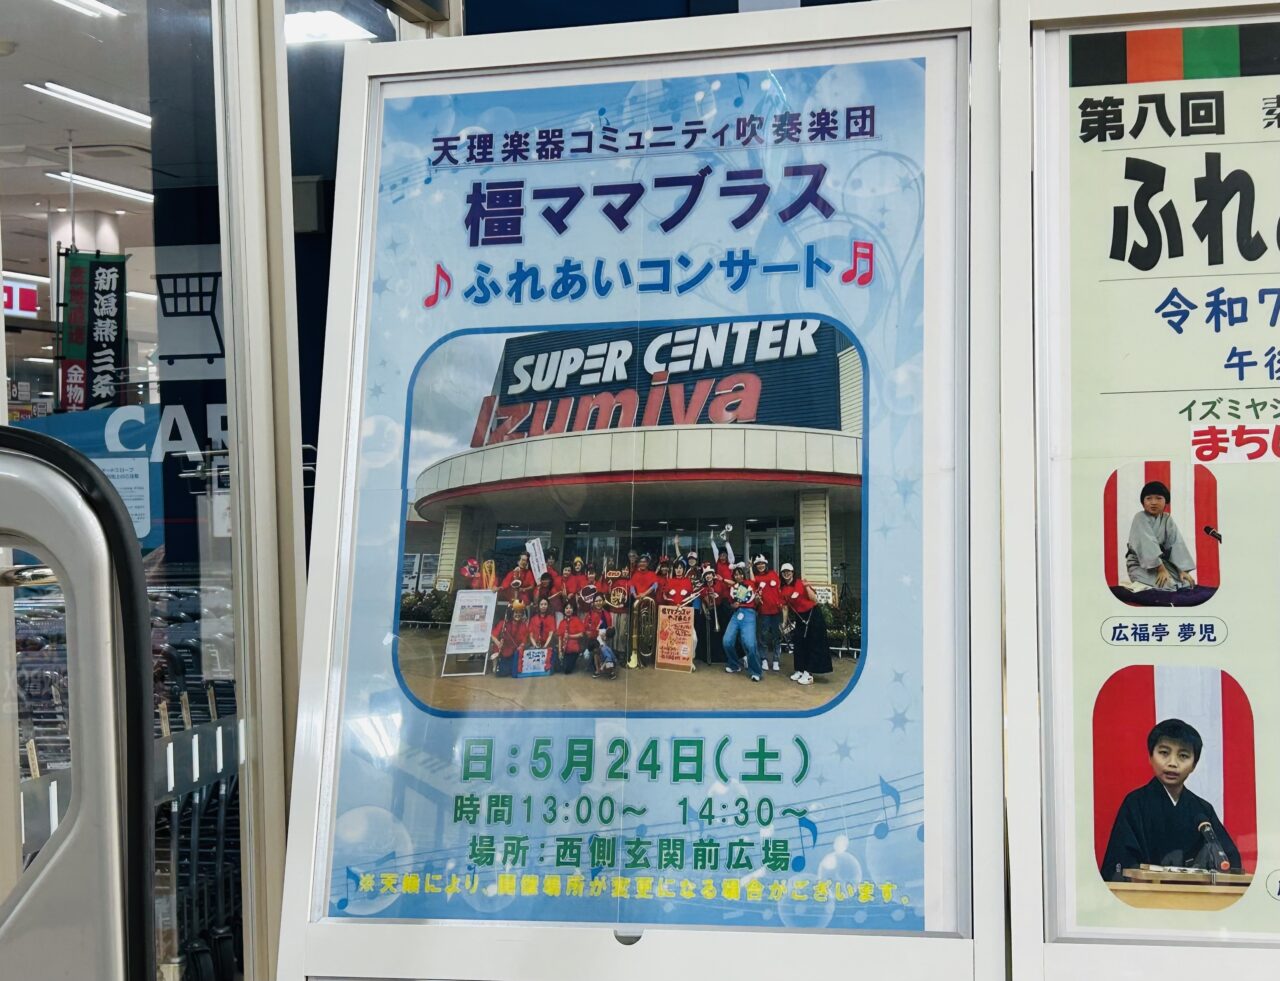 天理楽器コミュニティ吹奏楽団
橿ママブラス
♪ふれあいコンサート♬
SUPER CENTER
Izumiya
日：5月24日（土）
時間13:00～ 14:30～
場所：西側玄関前広場
※天候により、開催場所が変更になる場合がございます。
第八回
ふれ
令和7
午後
イズミヤ
まち
広福亭 夢児
新潟燕・三条
金物
CAR